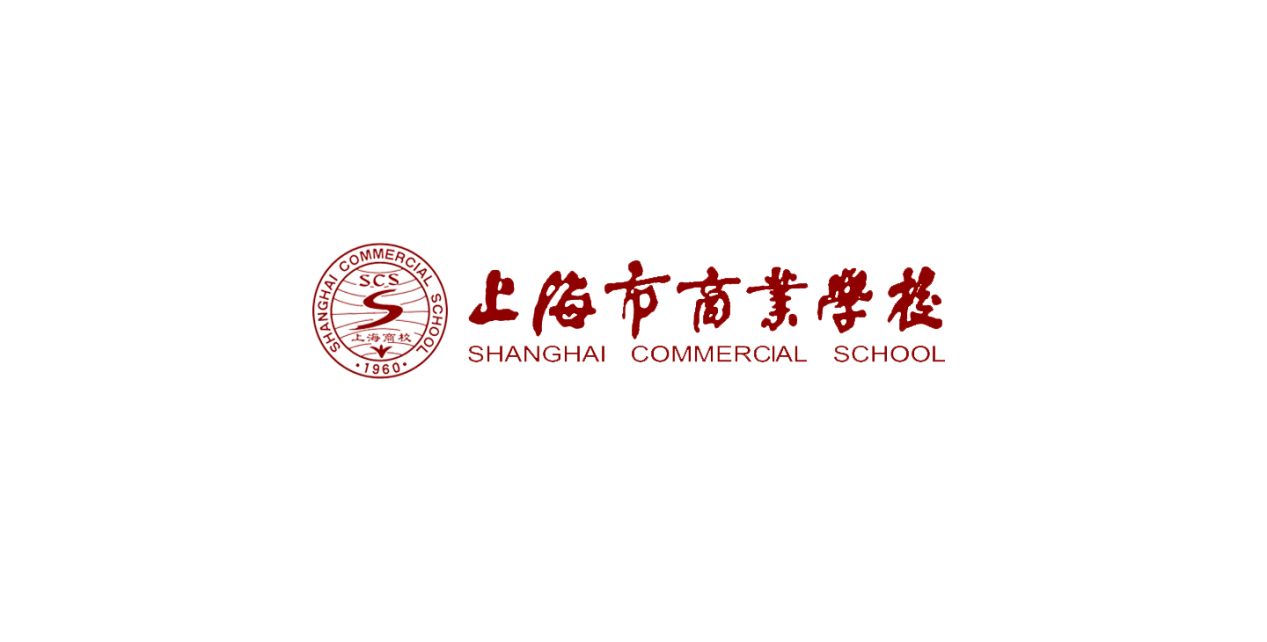 SHANGHAI COMMERCIAL SCHOOL
S.C.S
上海商校
·1960·
上海市商業學校
SHANGHAI COMMERCIAL SCHOOL